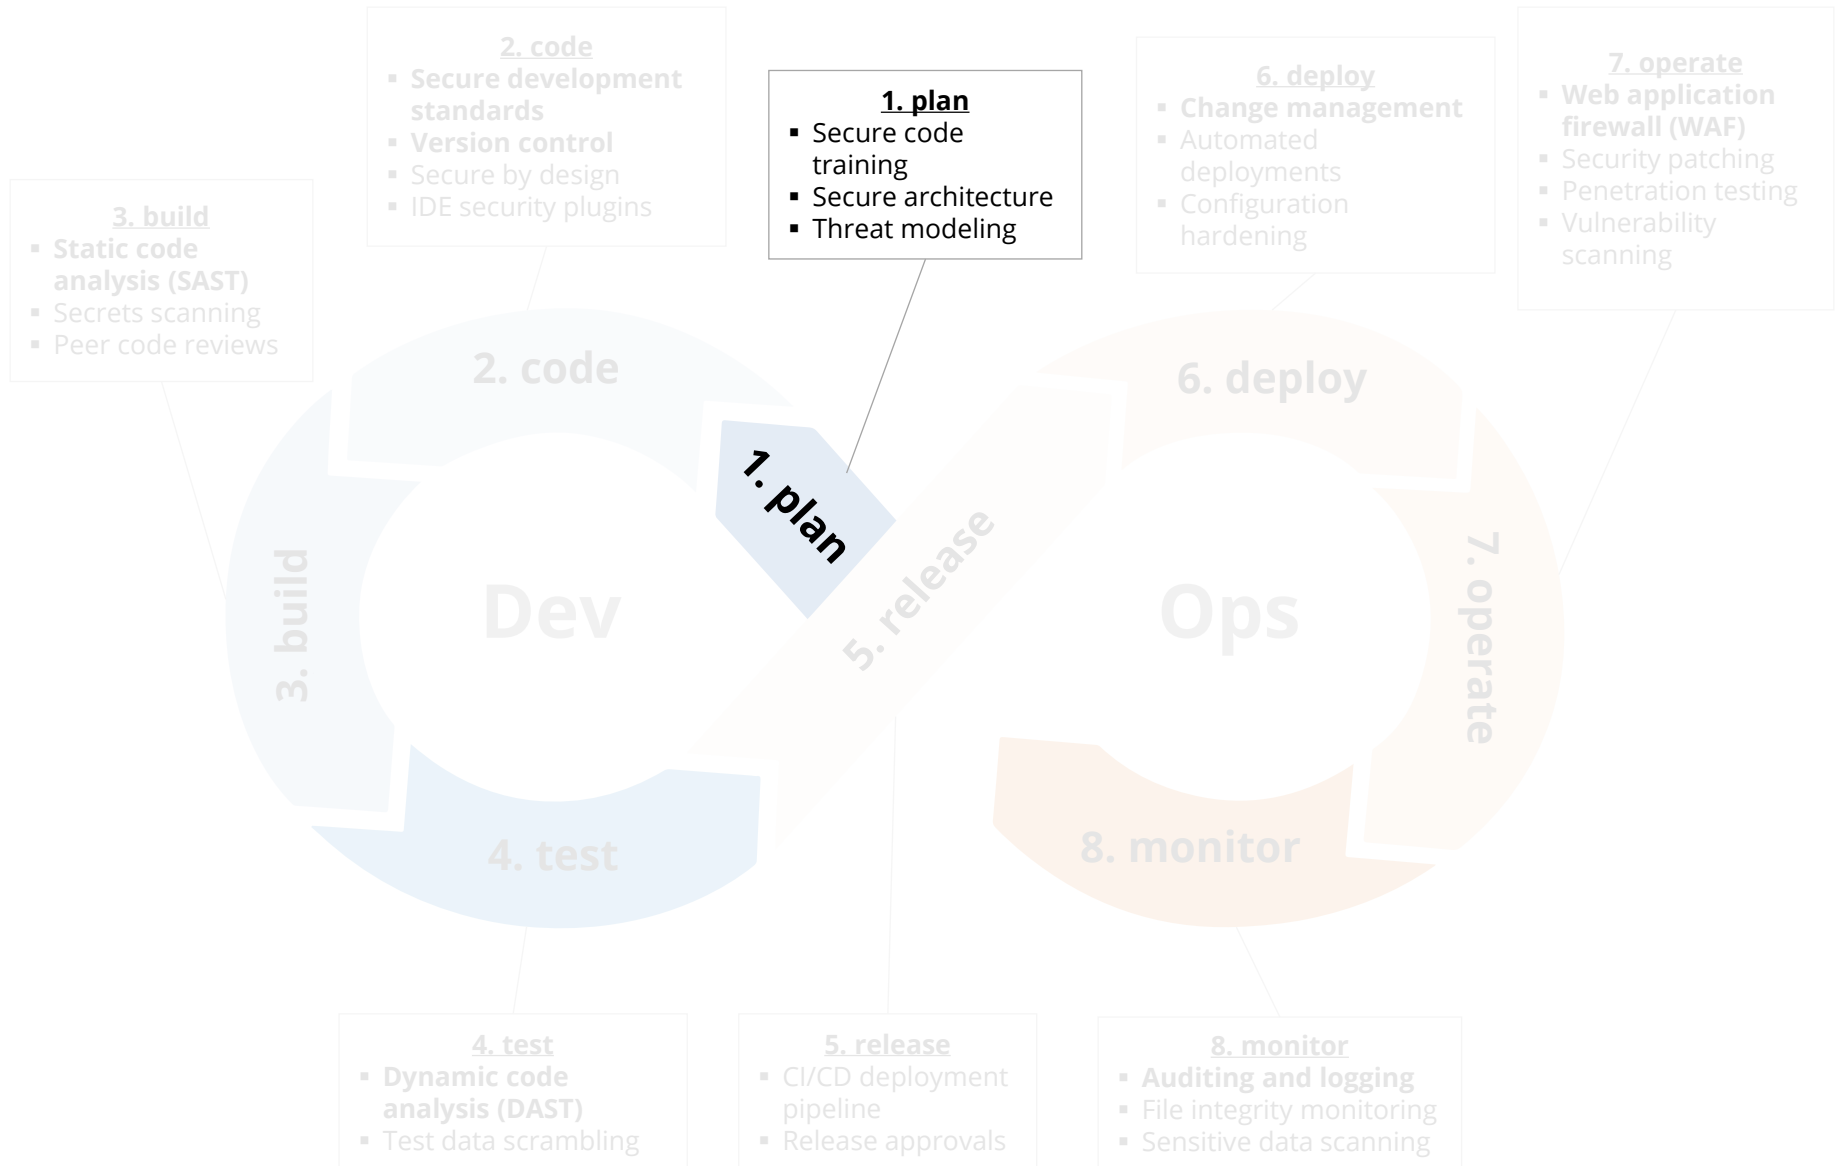 2. code
▪ Secure development
standards
▪ Version control
▪ Secure by design
▪ IDE security plugins
1. plan
▪ Secure code
training
▪ Secure architecture
▪ Threat modeling
6. deploy
▪ Change management
▪ Automated
deployments
▪ Configuration
hardening
7. operate
▪ Web application
firewall (WAF)
▪ Security patching
▪ Penetration testing
▪ Vulnerability
scanning
3. build
▪ Static code
analysis (SAST)
▪ Secrets scanning
▪ Peer code reviews
2. code
1. plan
3. build
Dev
4. test
5. release
6. deploy
Ops
7. operate
8. monitor
4. test
▪ Dynamic code
analysis (DAST)
▪ Test data scrambling
5. release
▪ CI/CD deployment
pipeline
▪ Release approvals
8. monitor
▪ Auditing and logging
▪ File integrity monitoring
▪ Sensitive data scanning